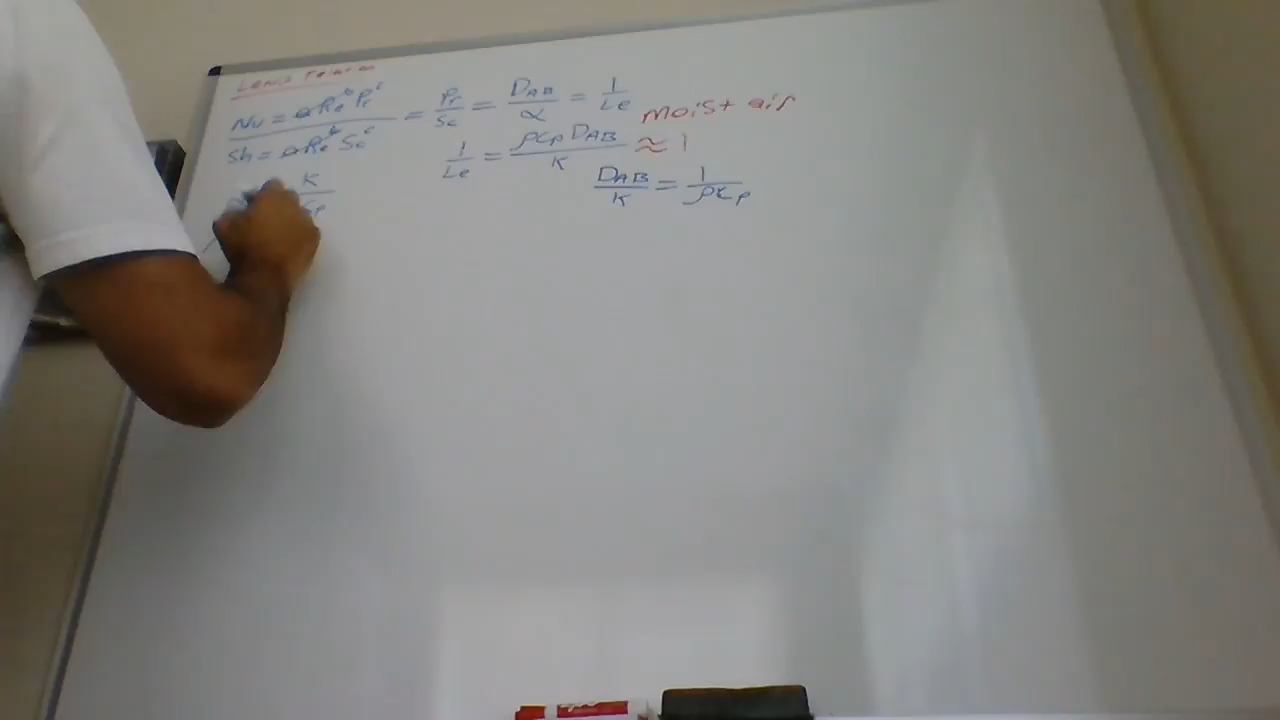 Lewis relation
Nu = aRe^b Pr^c / Sh = aRe^b Sc^c = Pr/Sc = D_AB/α = 1/Le
moist air
1/Le = ρC_P D_AB/K ≈ 1
K
D_AB/K = 1/ρC_P